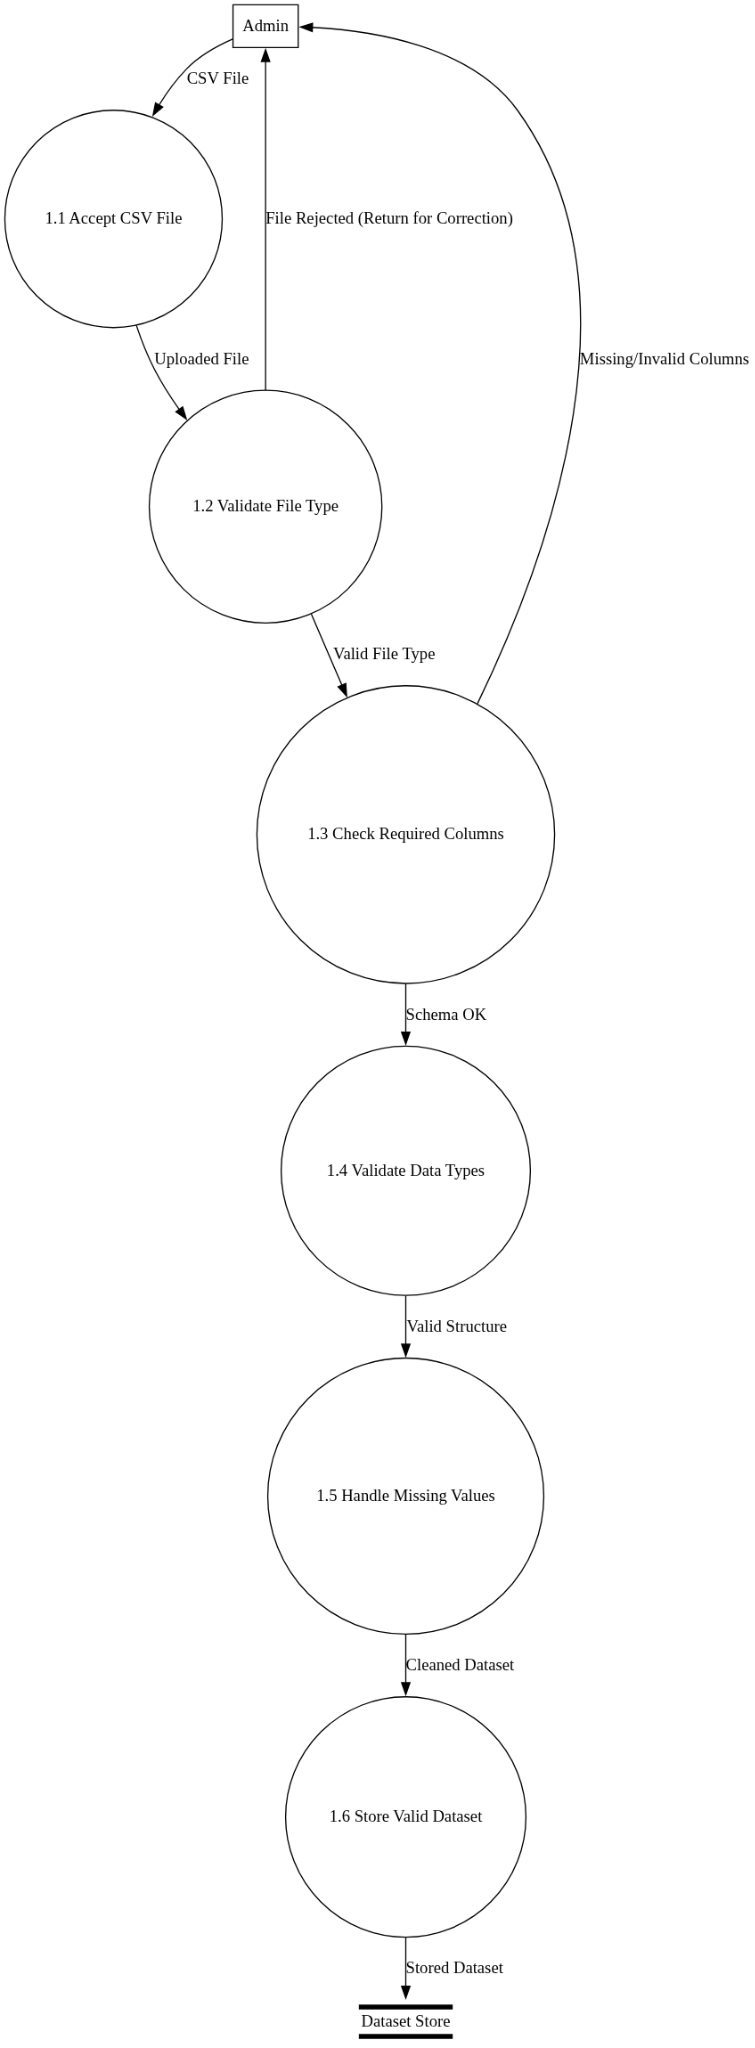 Admin
CSV File
1.1 Accept CSV File
File Rejected (Return for Correction)
Uploaded File
Missing/Invalid Columns
1.2 Validate File Type
Valid File Type
1.3 Check Required Columns
Schema OK
1.4 Validate Data Types
Valid Structure
1.5 Handle Missing Values
Cleaned Dataset
1.6 Store Valid Dataset
Stored Dataset
Dataset Store